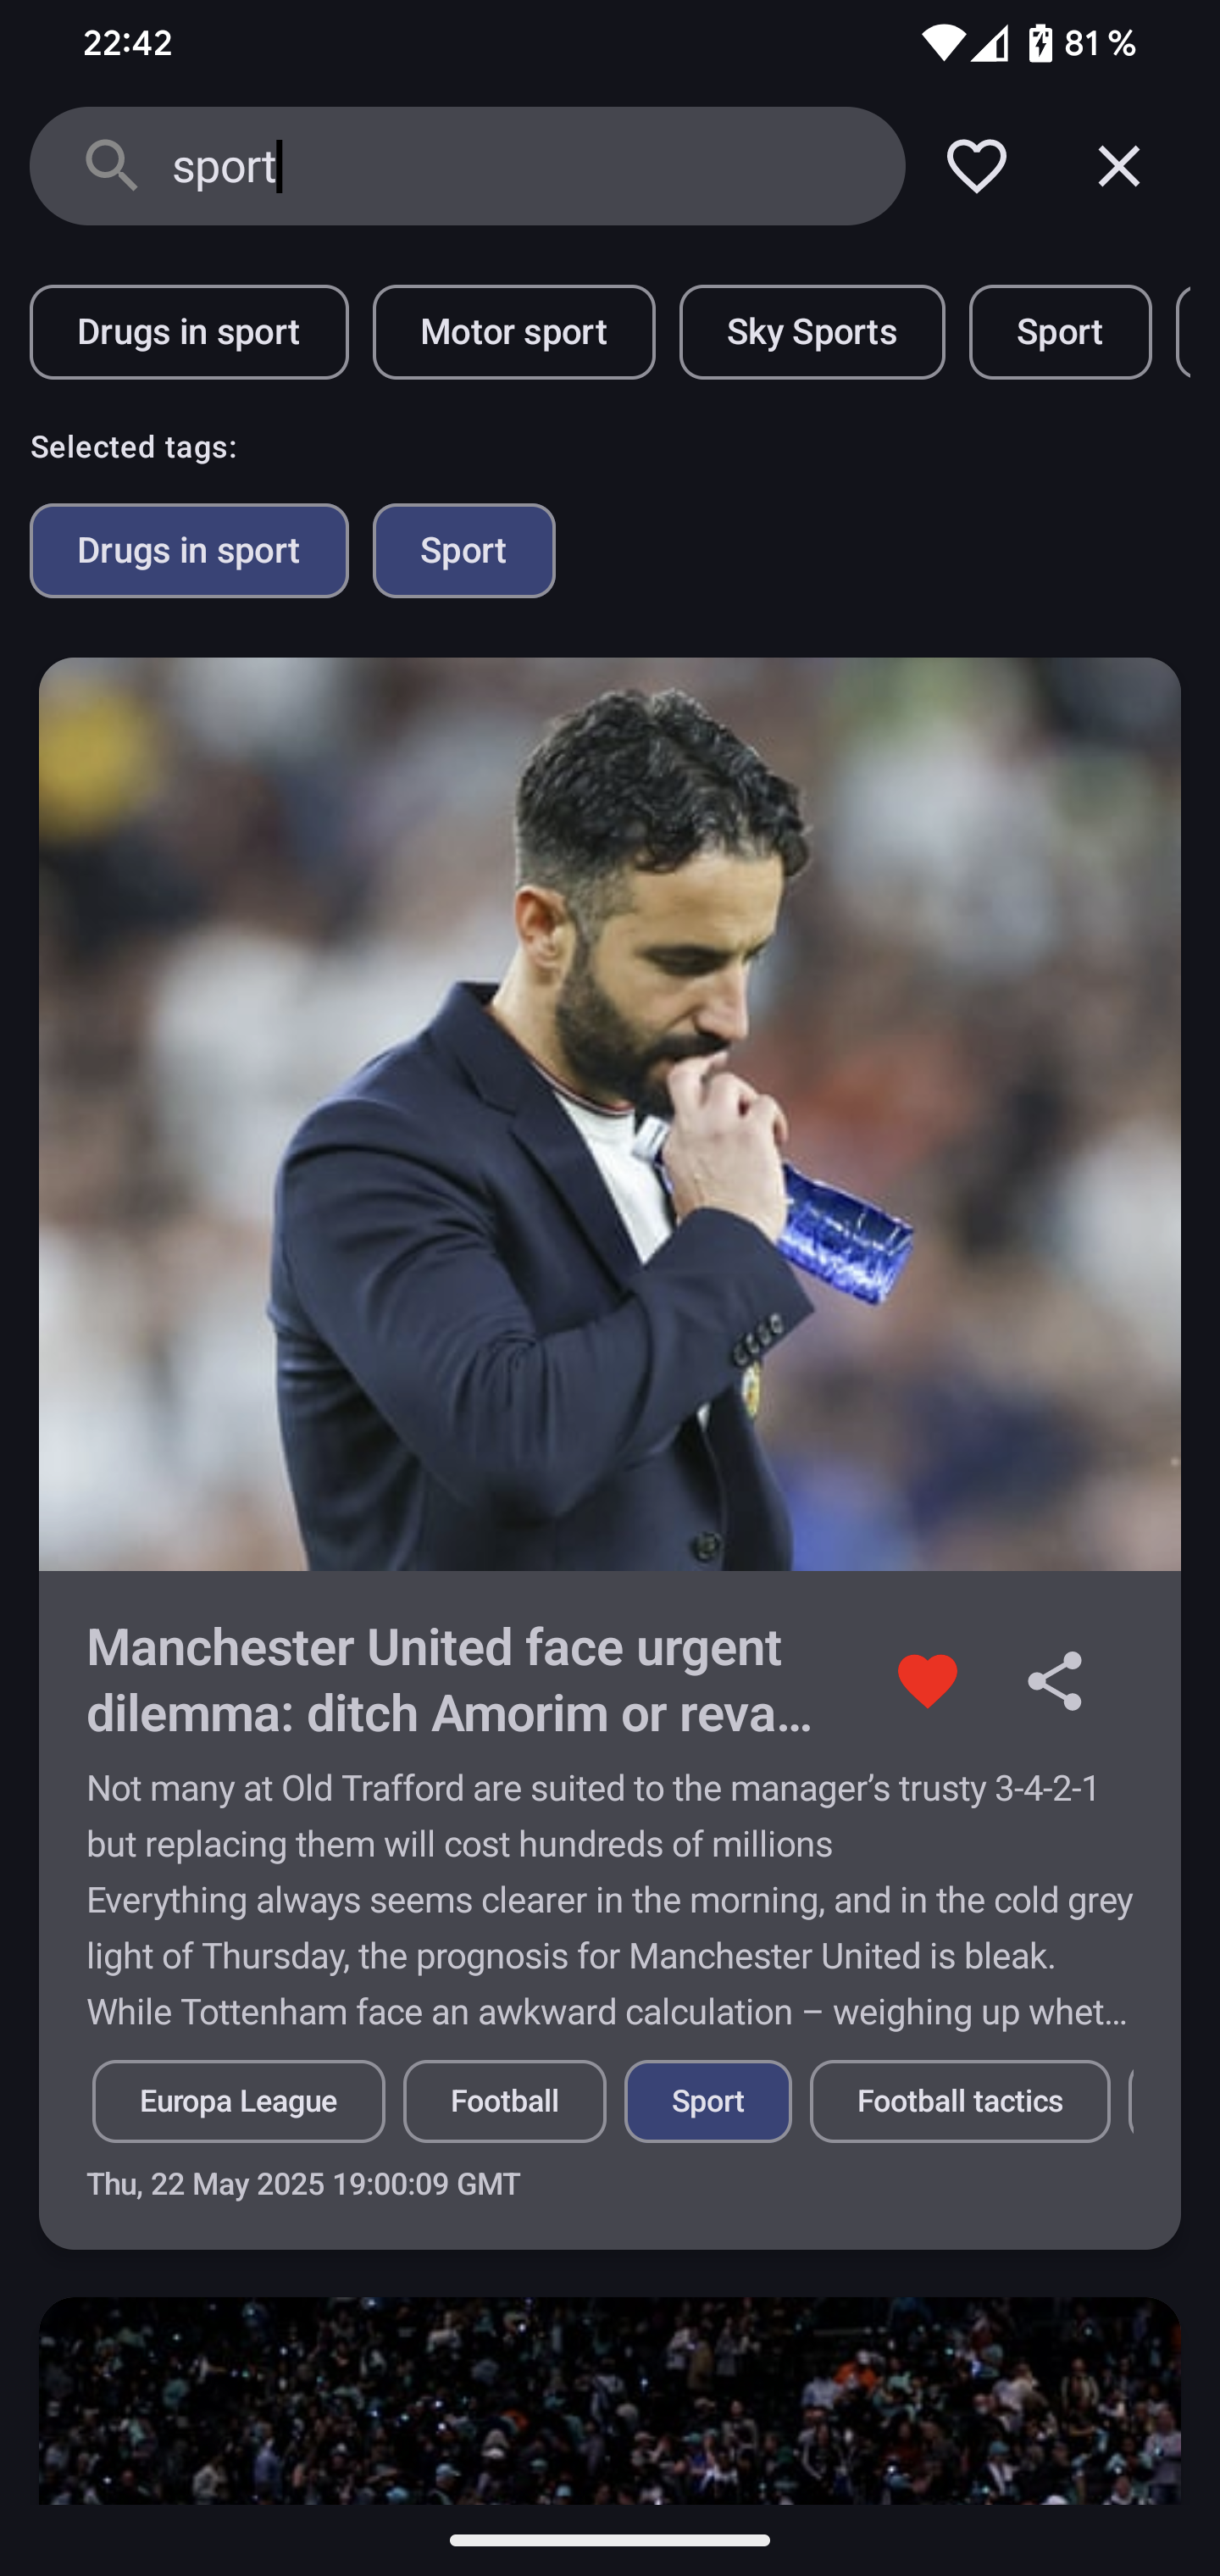 22:42
81 %
sport
Drugs in sport
Motor sport
Sky Sports
Sport
Selected tags:
Drugs in sport
Sport
Manchester United face urgent
dilemma: ditch Amorim or reva…
Not many at Old Trafford are suited to the manager’s trusty 3-4-2-1
but replacing them will cost hundreds of millions
Everything always seems clearer in the morning, and in the cold grey
light of Thursday, the prognosis for Manchester United is bleak.
While Tottenham face an awkward calculation – weighing up whet…
Europa League
Football
Sport
Football tactics
Thu, 22 May 2025 19:00:09 GMT